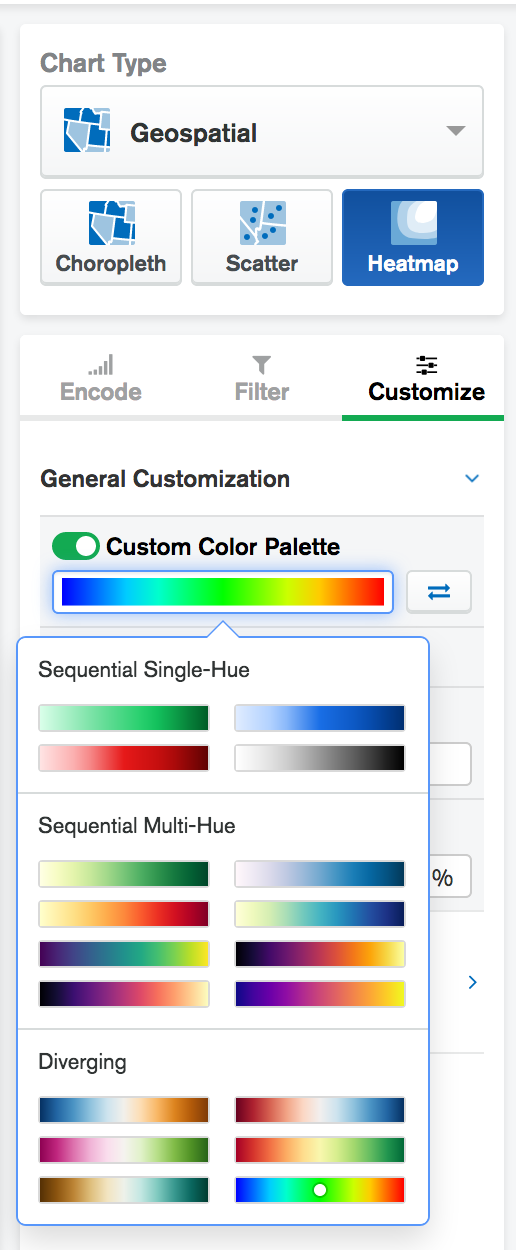 Chart Type
Geospatial
Choropleth Scatter Heatmap
Encode Filter Customize
General Customization
Custom Color Palette
Sequential Single-Hue
Sequential Multi-Hue
%
Diverging